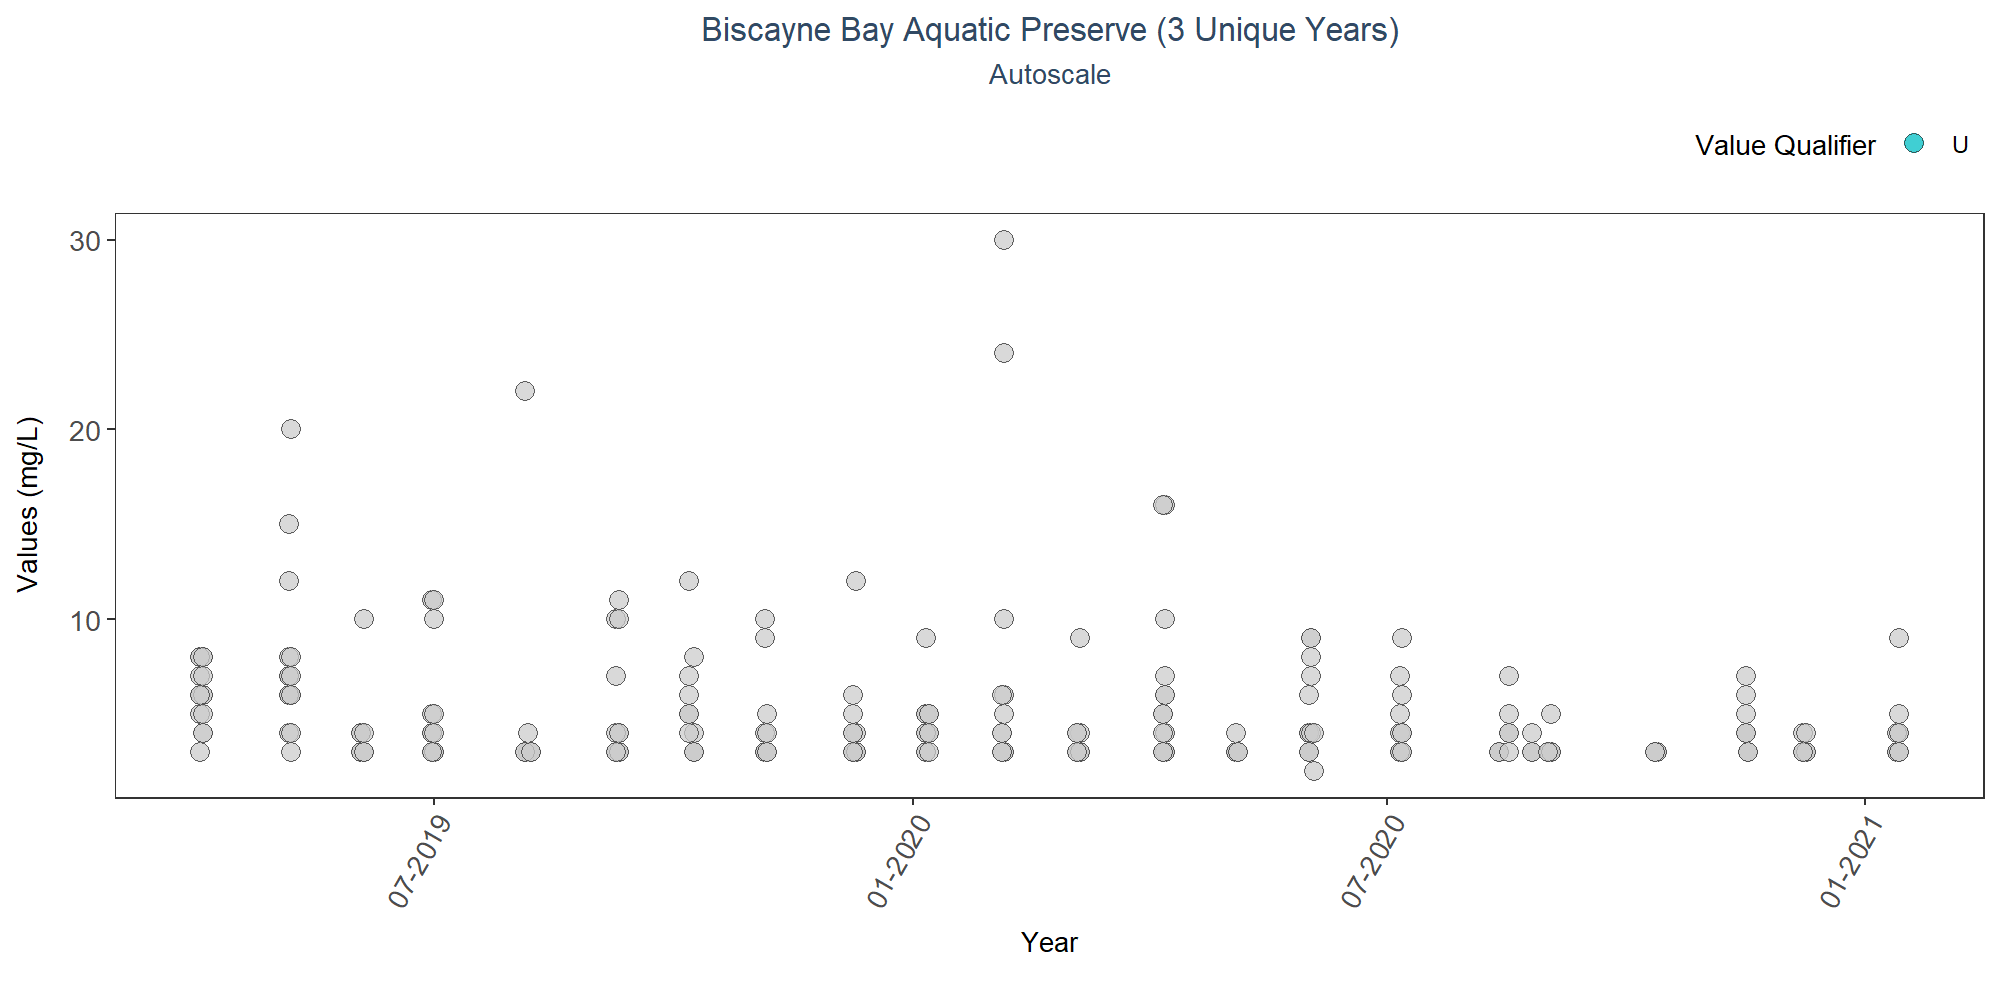 Biscayne Bay Aquatic Preserve (3 Unique Years)
Autoscale
Value Qualifier U
Values (mg/L)
30
20
10
07-2019
01-2020
07-2020
01-2021
Year